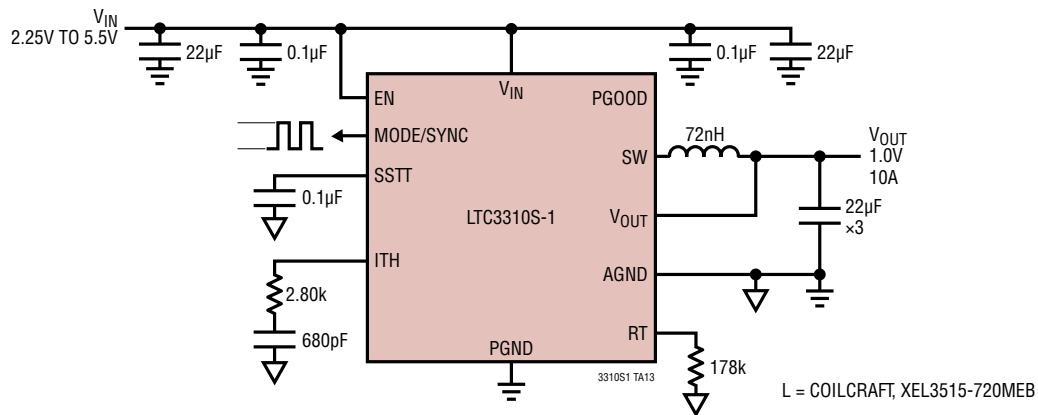 VIN
2.25V TO 5.5V
22µF
0.1µF
0.1µF
22µF
EN
VIN
PGOOD
MODE/SYNC
72nH
VOUT
1.0V
10A
SW
SSTT
0.1µF
LTC3310S-1
VOUT
22µF
×3
ITH
AGND
2.80k
680pF
RT
PGND
178k
3310S1 TA13
L = COILCRAFT, XEL3515-720MEB